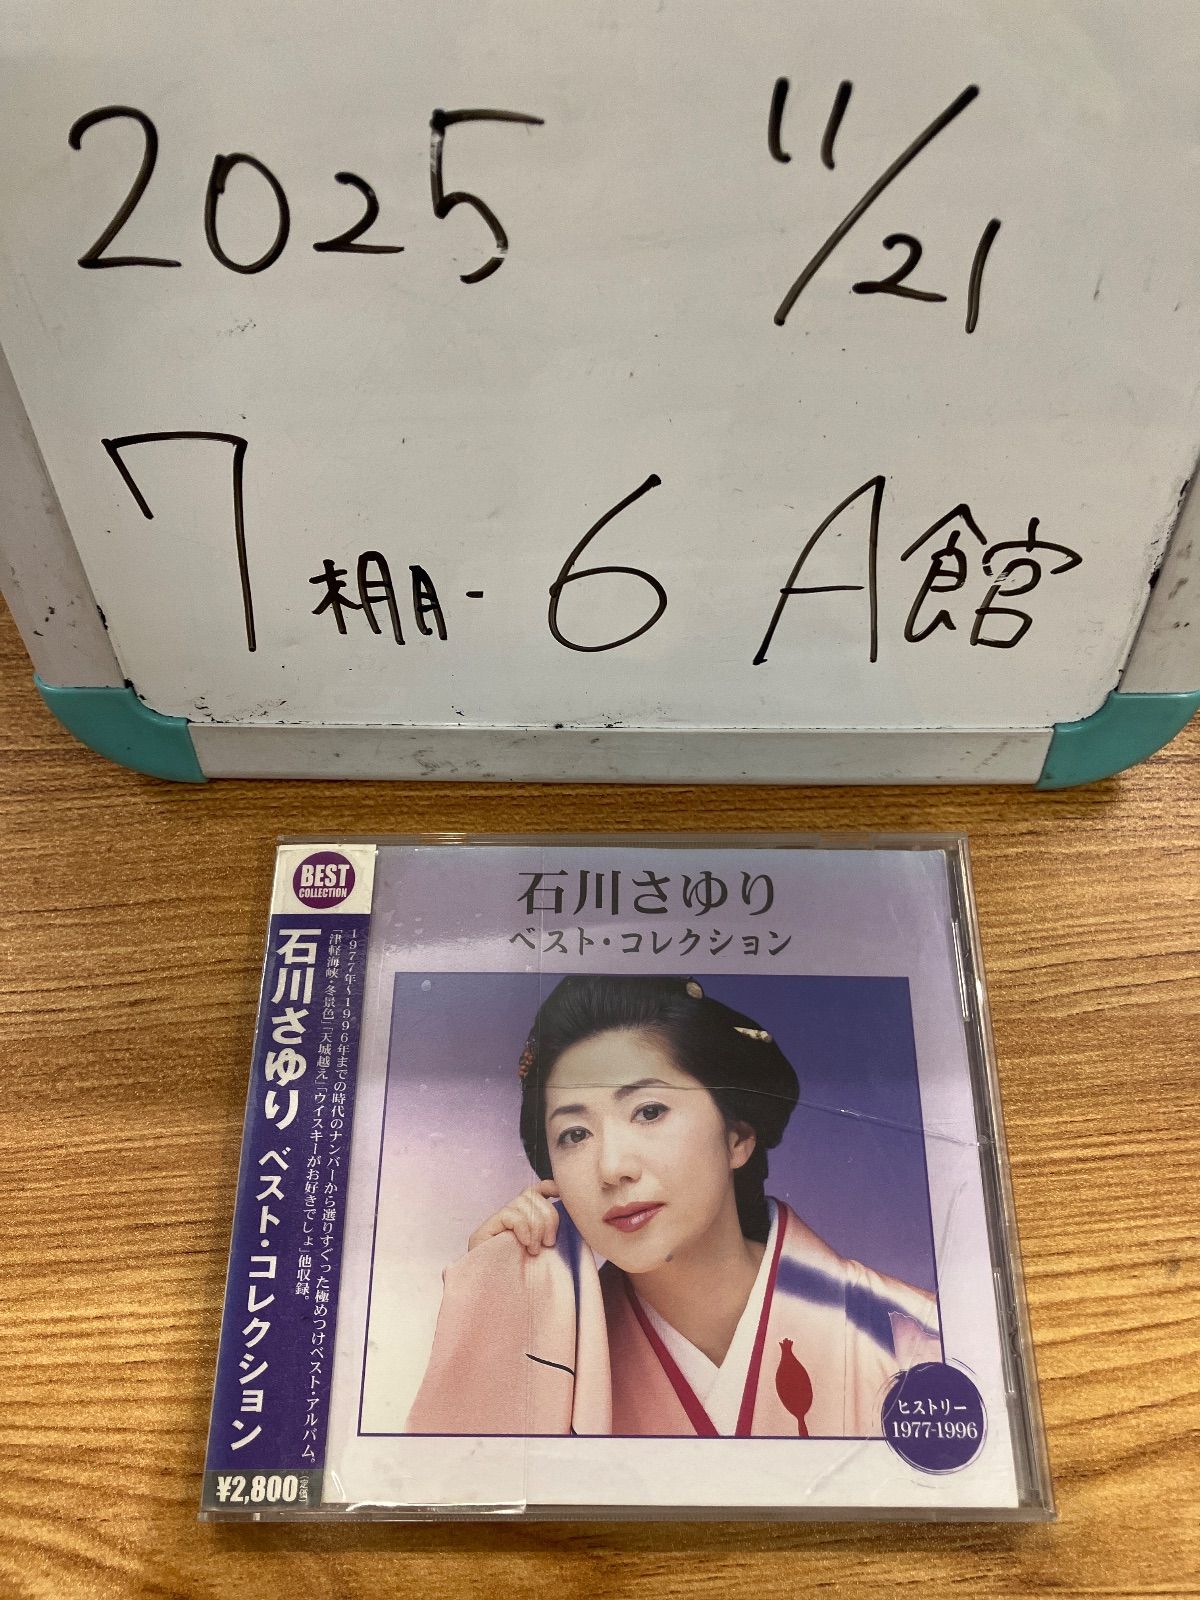 2025 11/21
7棚-6 A館
BEST
COLLECTION
石川さゆり ベスト・コレクション
1977年〜1996年までの時代のナンバーから選りすぐった極めつけベスト・アルバム。
「津軽海峡・冬景色」「天城越え」「ウイスキーがお好きでしょ」他収録。
¥2,800(定価)
石川さゆり
ベスト・コレクション
ヒストリー
1977-1996